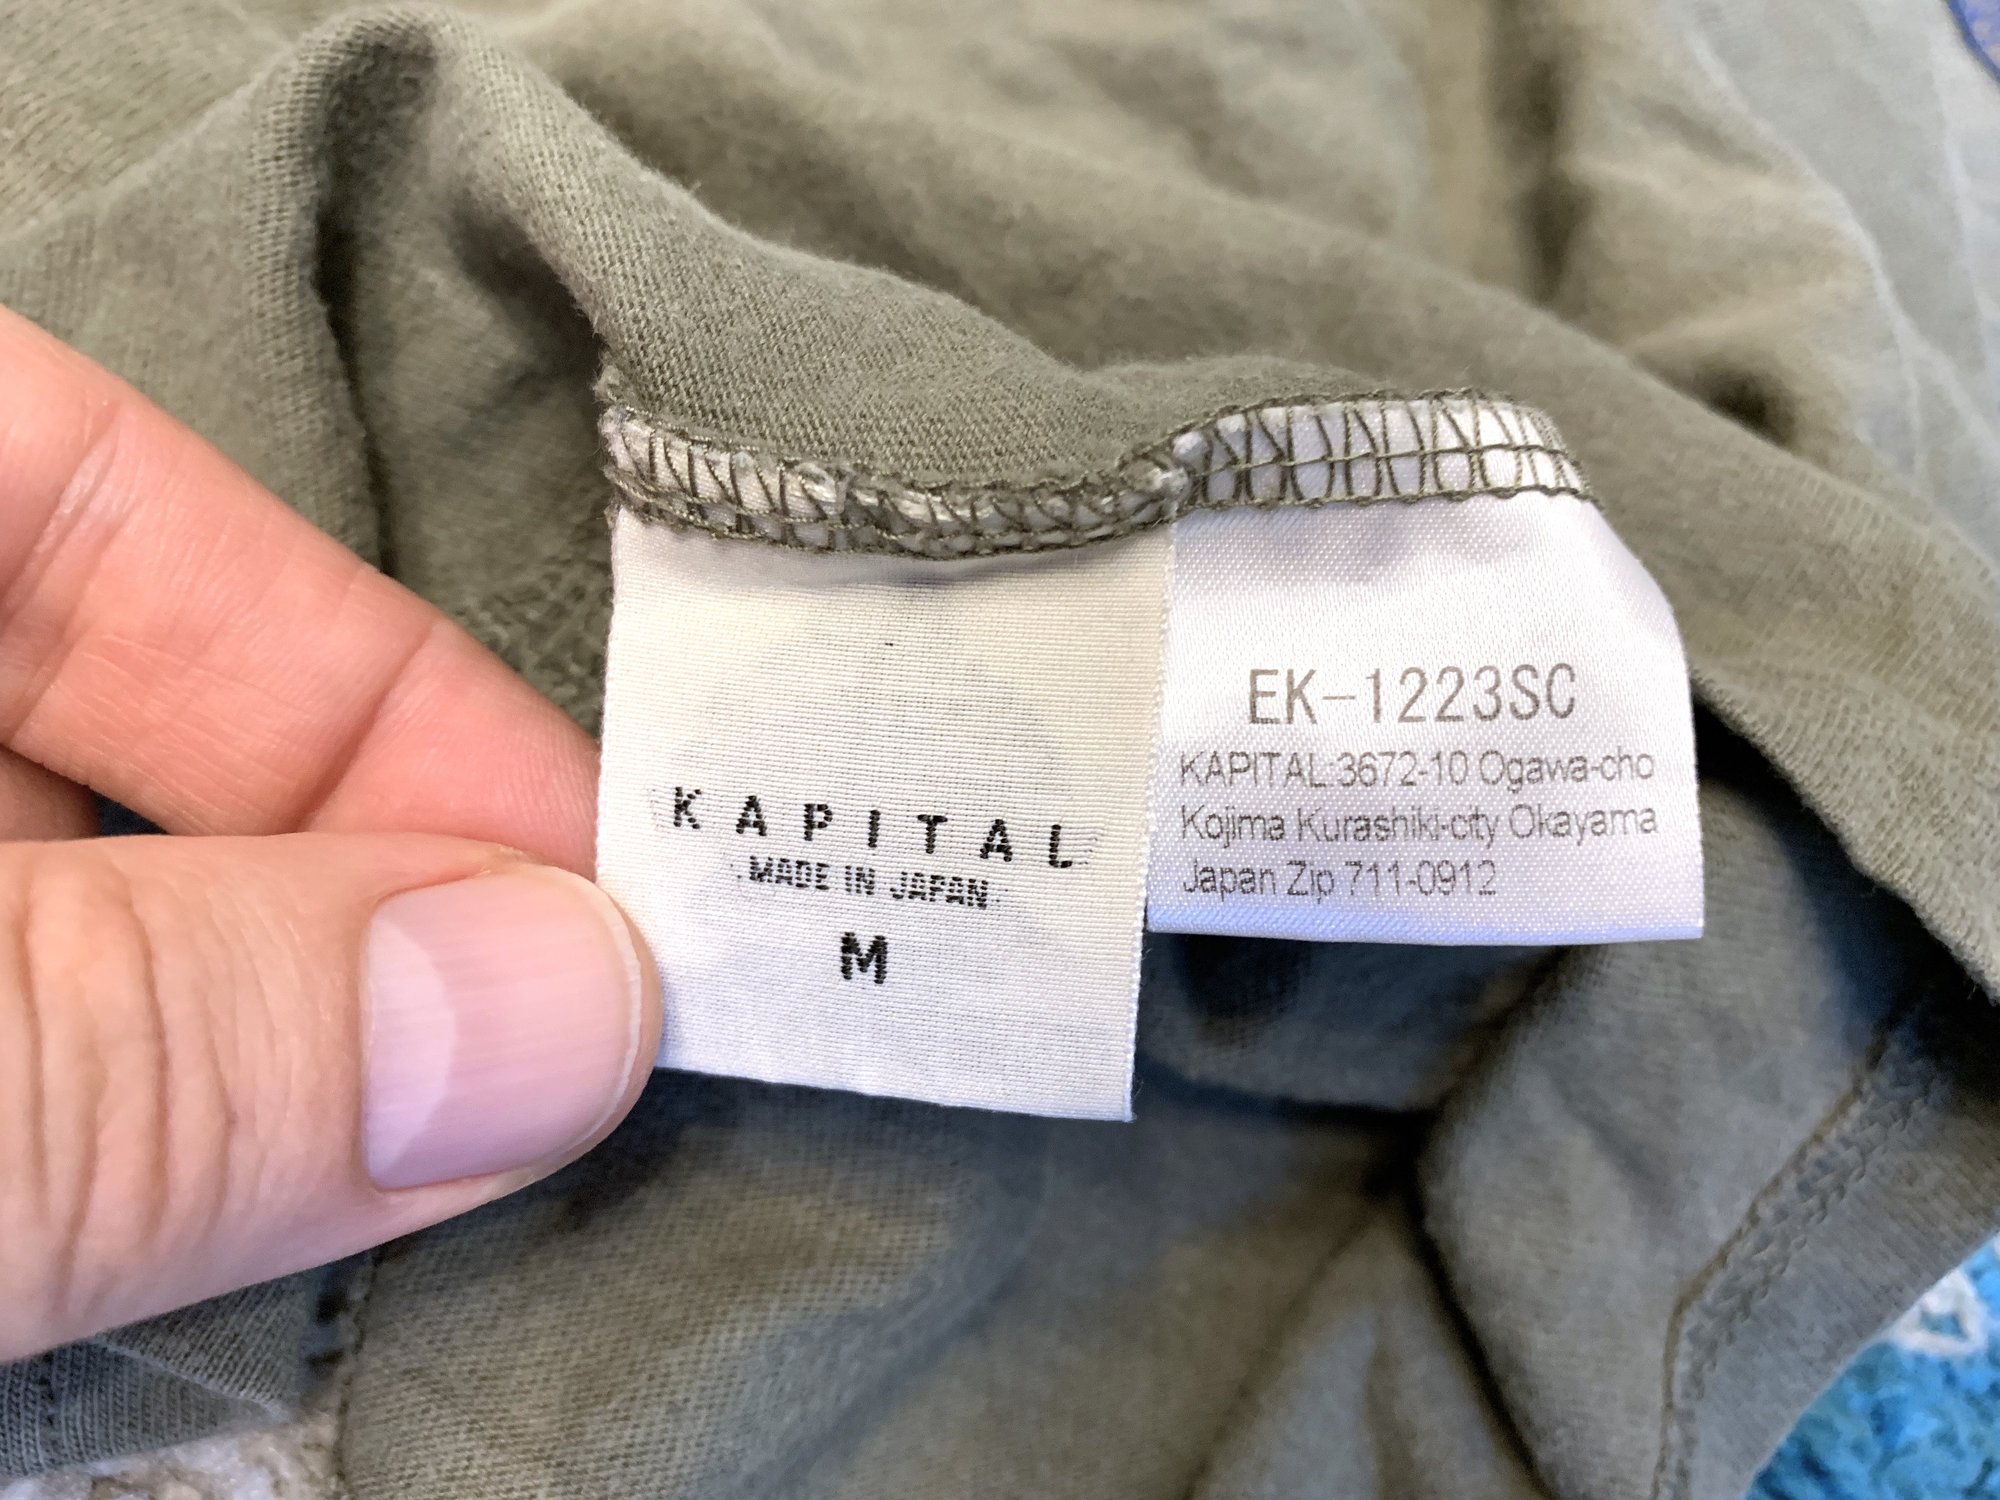 KAPITAL
MADE IN JAPAN
M
EK-1223SC
KAPITAL:3672-10 Ogawa-cho
Kojima Kurashiki-city Okayama
Japan Zip 711-0912